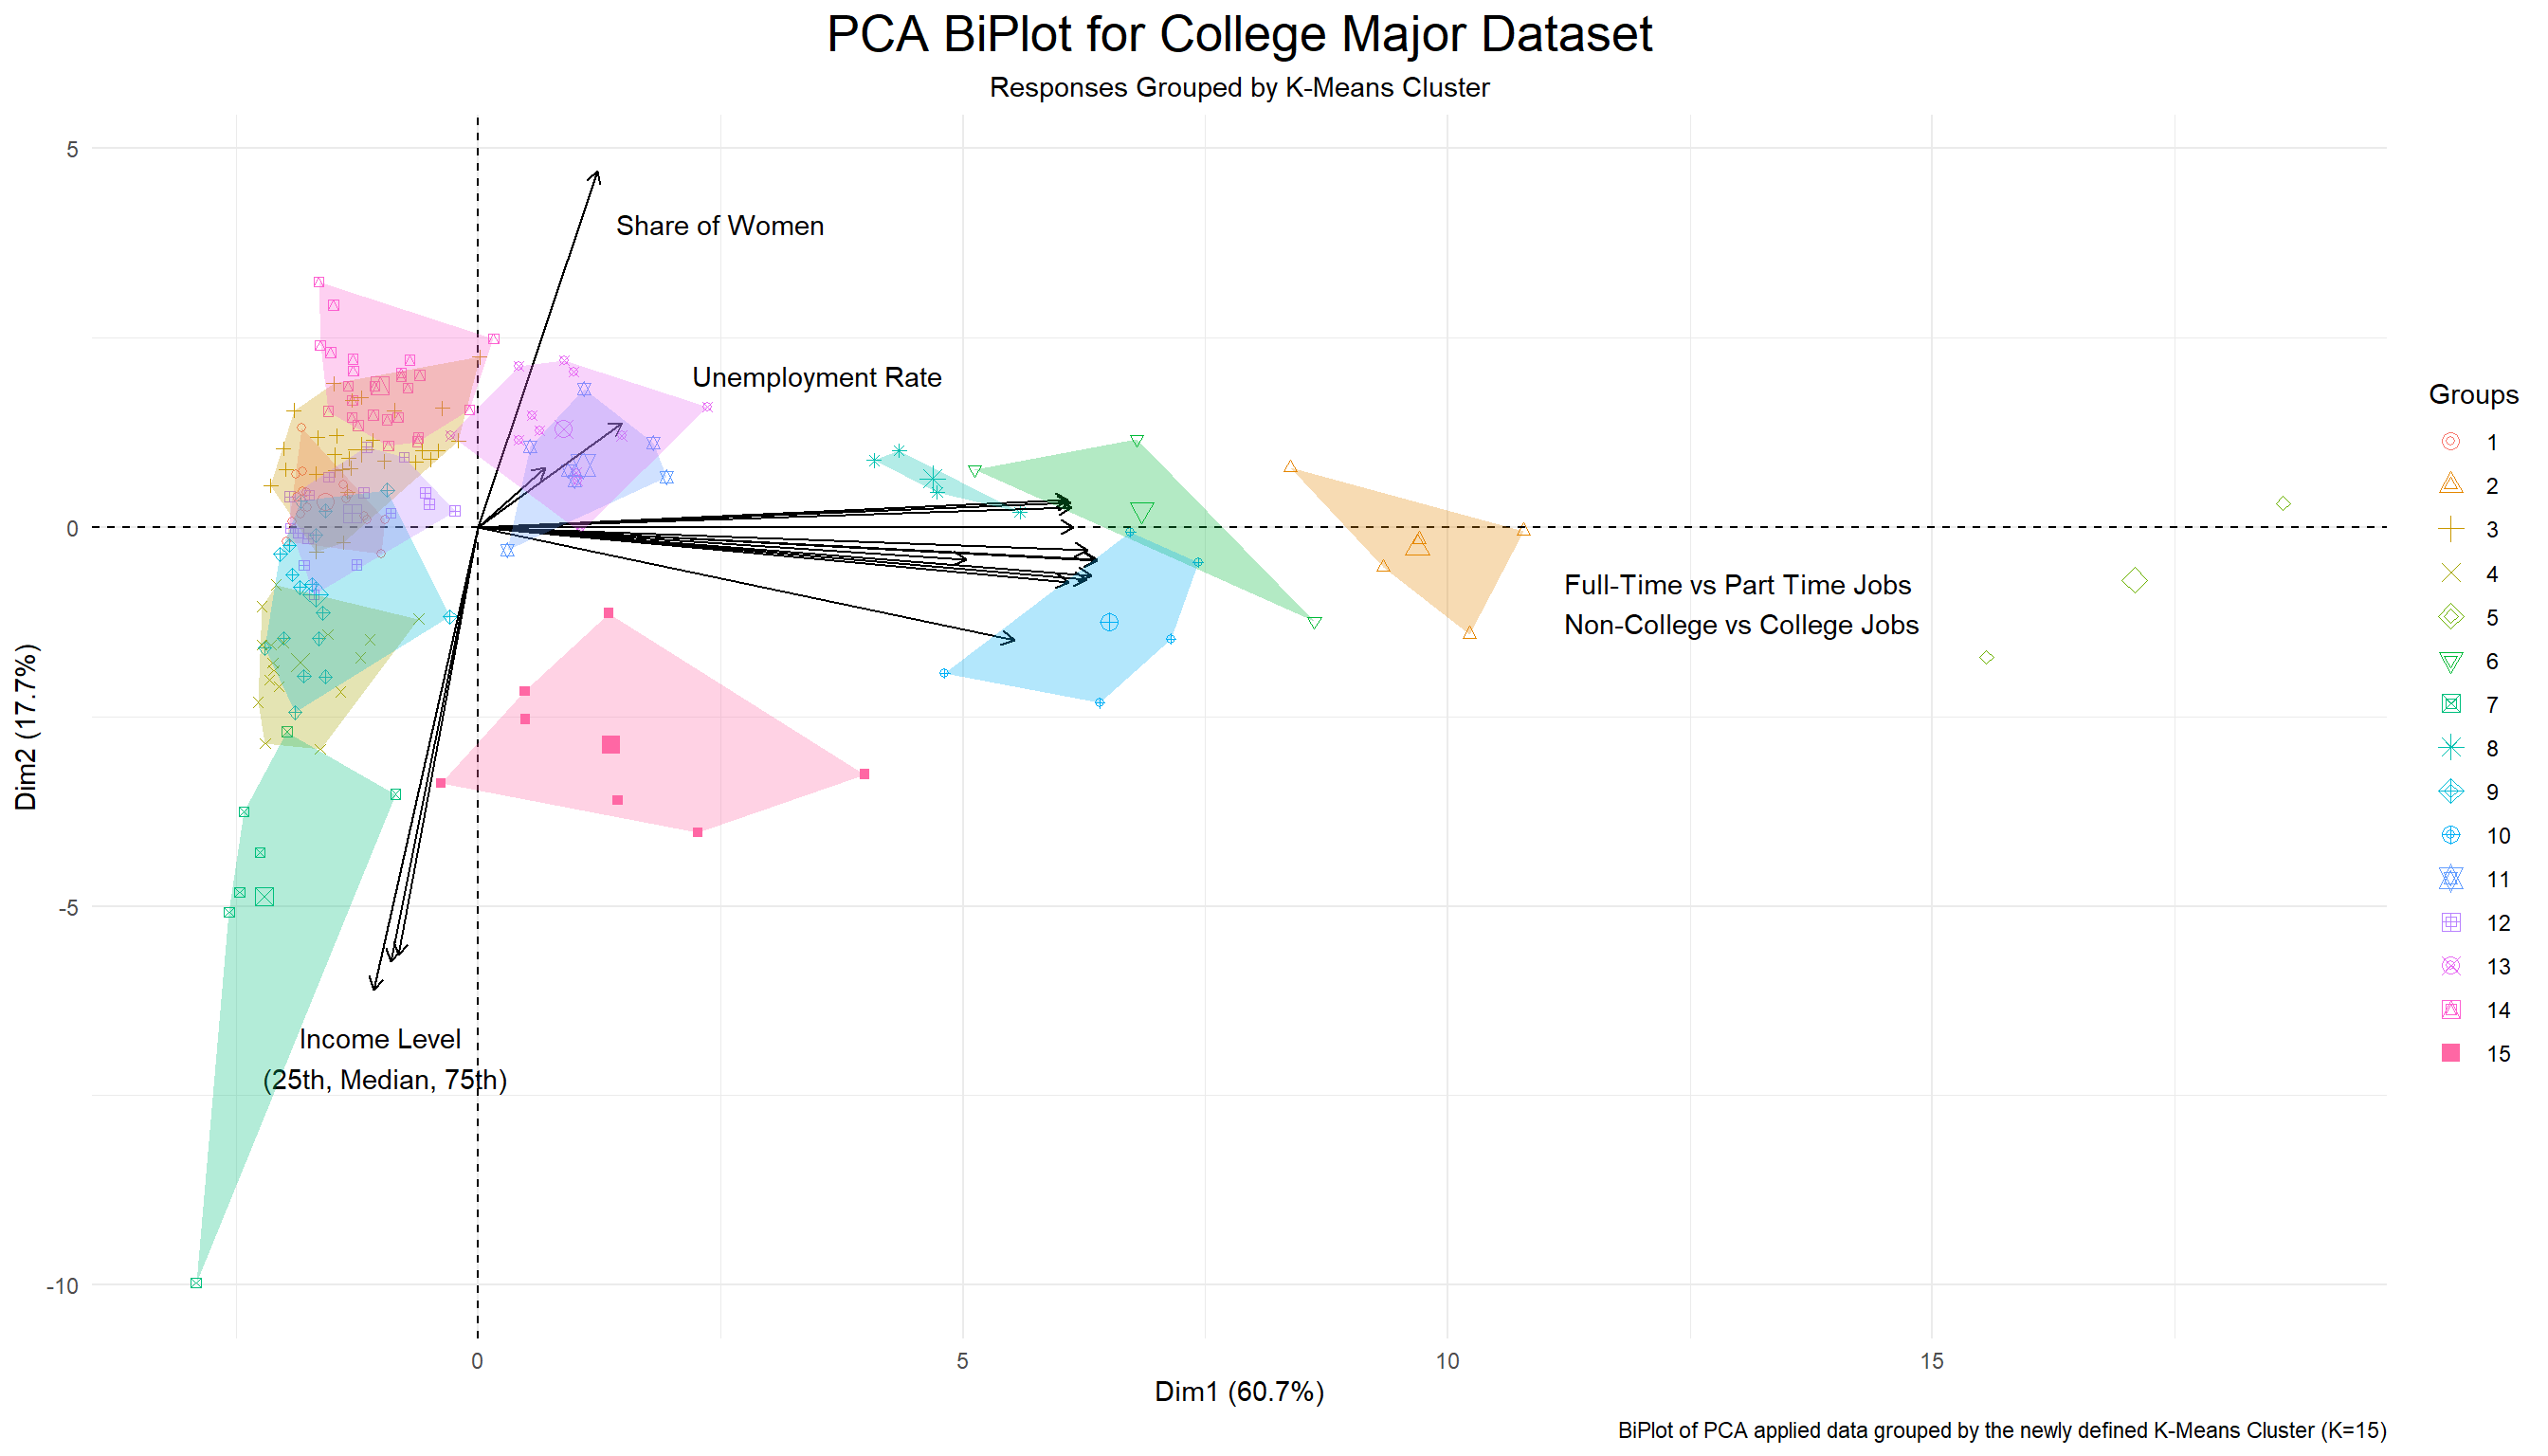 PCA BiPlot for College Major Dataset
Responses Grouped by K-Means Cluster
5
0
-5
-10
Dim2 (17.7%)
Share of Women
Unemployment Rate
Full-Time vs Part Time Jobs
Non-College vs College Jobs
Income Level
(25th, Median, 75th)
0
5
10
15
Dim1 (60.7%)
Groups
1
2
3
4
5
6
7
8
9
10
11
12
13
14
15
BiPlot of PCA applied data grouped by the newly defined K-Means Cluster (K=15)